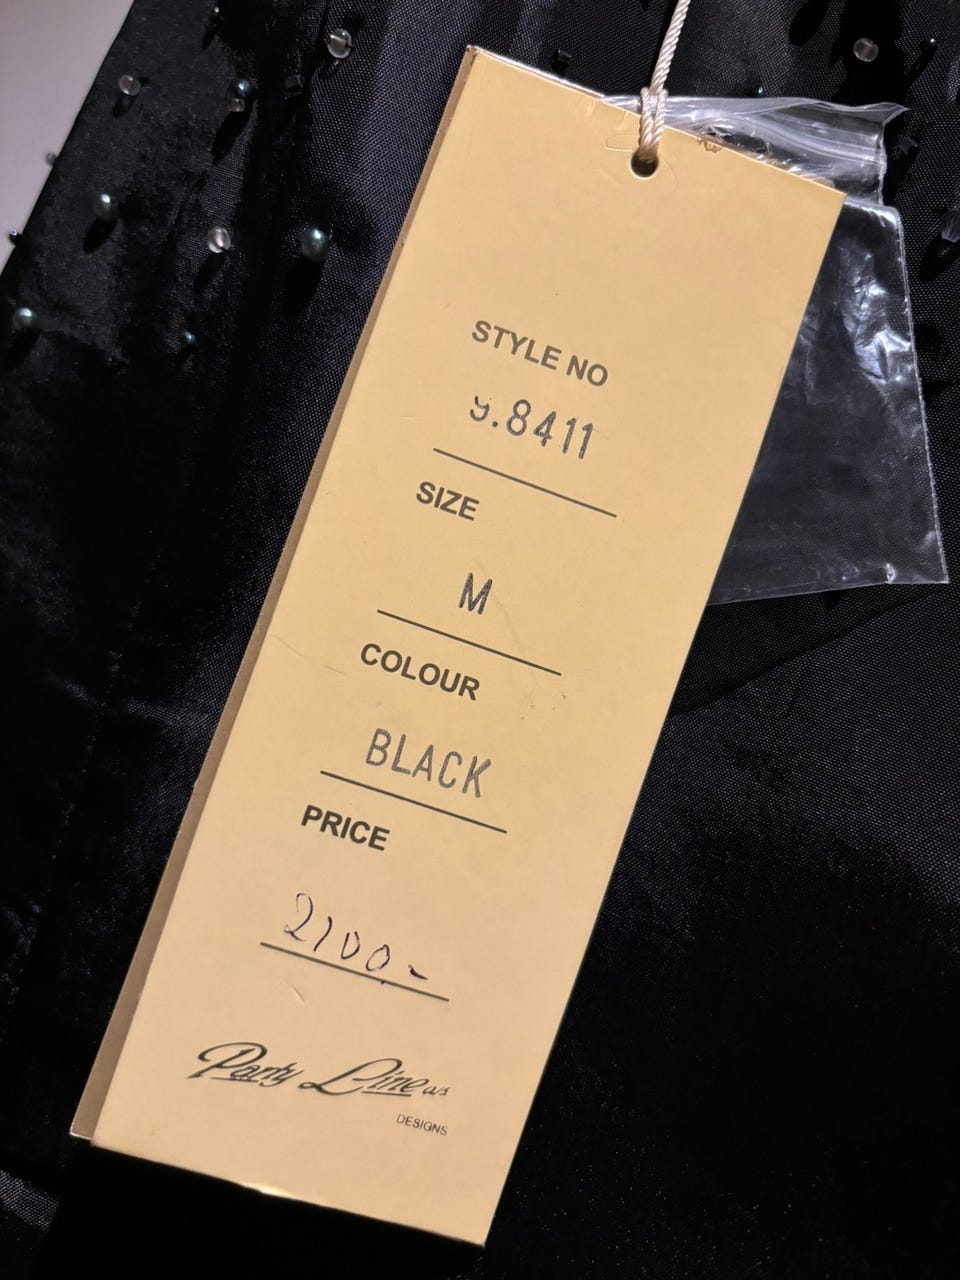 STYLE NO
9.8411
SIZE
M
COLOUR
BLACK
PRICE
2100.-
Party Line a/s
DESIGNS